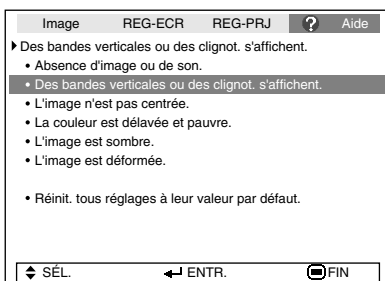 Image REG-ECR REG-PRJ ? Aide
Des bandes verticales ou des clignot. s'affichent.
• Absence d'image ou de son.
• Des bandes verticales ou des clignot. s'affichent.
• L'image n'est pas centrée.
• La couleur est délavée et pauvre.
• L'image est sombre.
• L'image est déformée.
• Réinit. tous réglages à leur valeur par défaut.
SÉL. ENTR. FIN